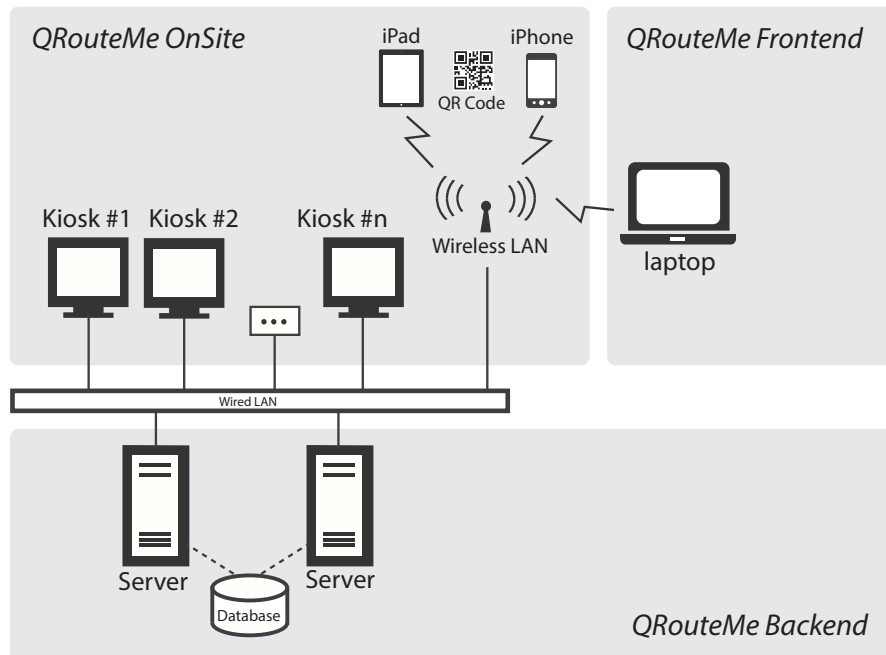 QRouteMe OnSite
iPad
iPhone
QR Code
QRouteMe Frontend
Kiosk #1
Kiosk #2
Kiosk #n
Wireless LAN
laptop
Wired LAN
Server
Server
Database
QRouteMe Backend